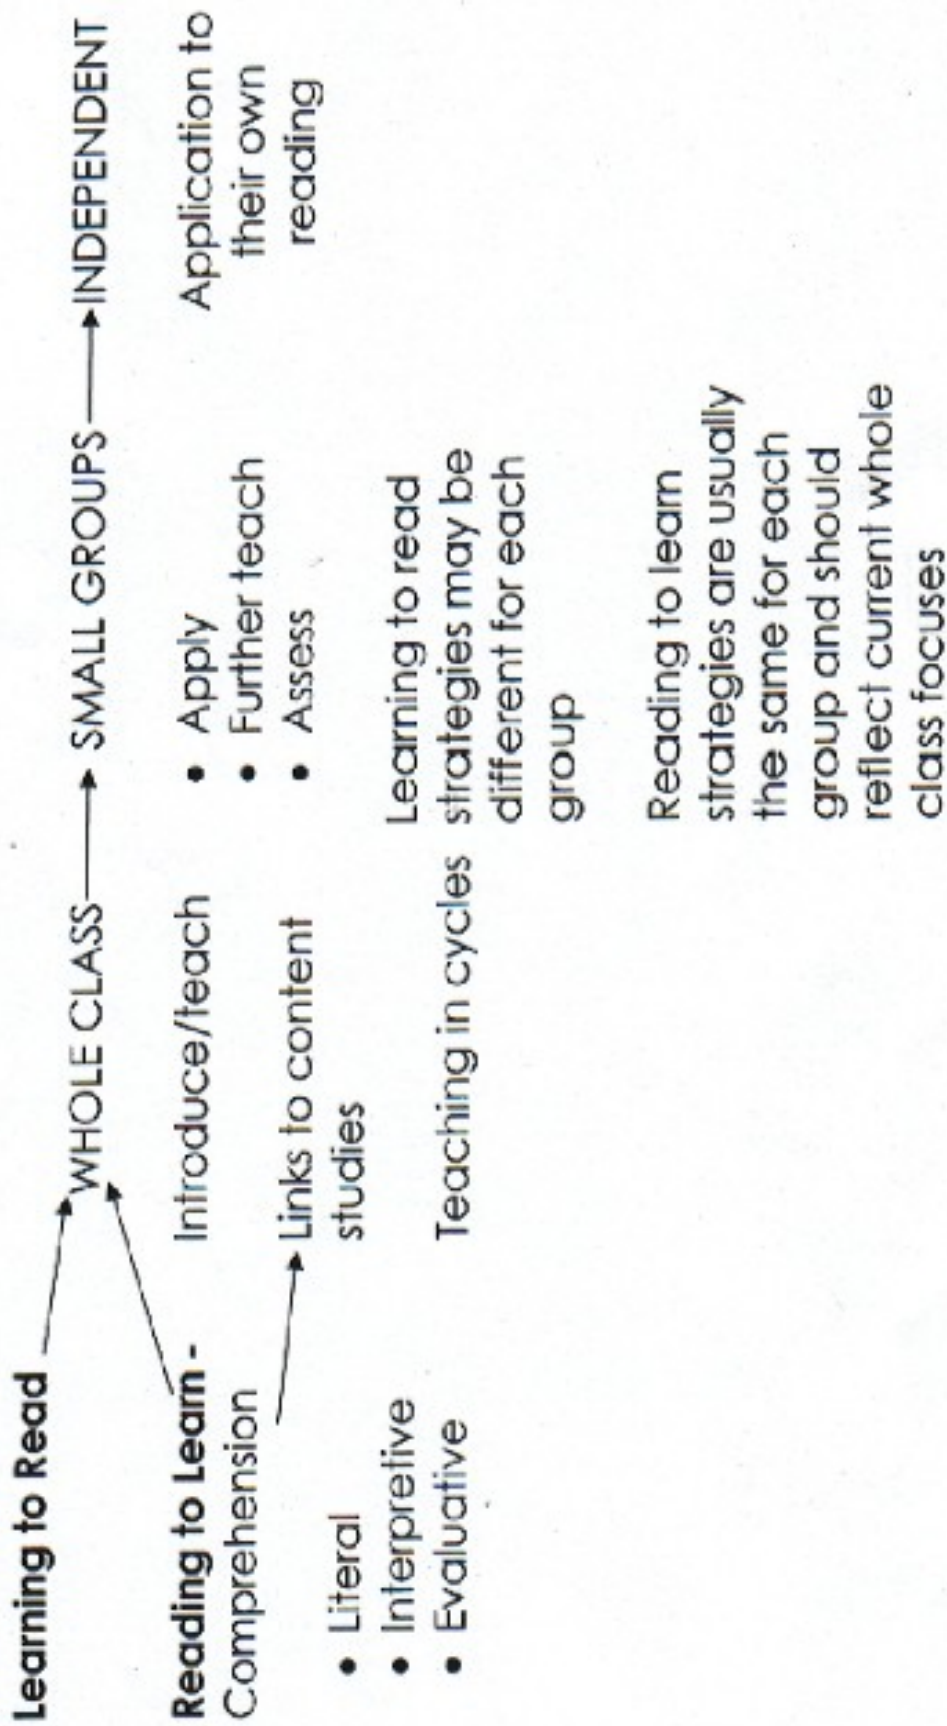 Learning to Read
WHOLE CLASS
SMALL GROUPS
INDEPENDENT
Reading to Learn -
Comprehension
• Literal
• Interpretive
• Evaluative
Introduce/teach
Links to content
studies
Teaching in cycles
• Apply
• Further teach
• Assess
Learning to read
strategies may be
different for each
group
Reading to learn
strategies are usually
the same for each
group and should
reflect current whole
class focuses
Application to
their own
reading